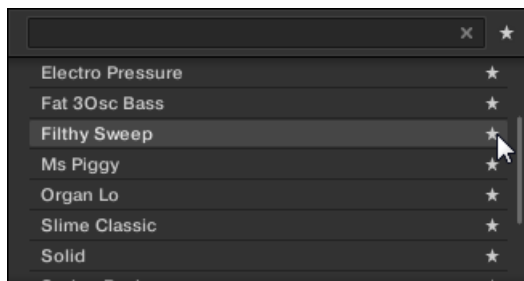 Electro Pressure
Fat 3Osc Bass
Filthy Sweep
Ms Piggy
Organ Lo
Slime Classic
Solid